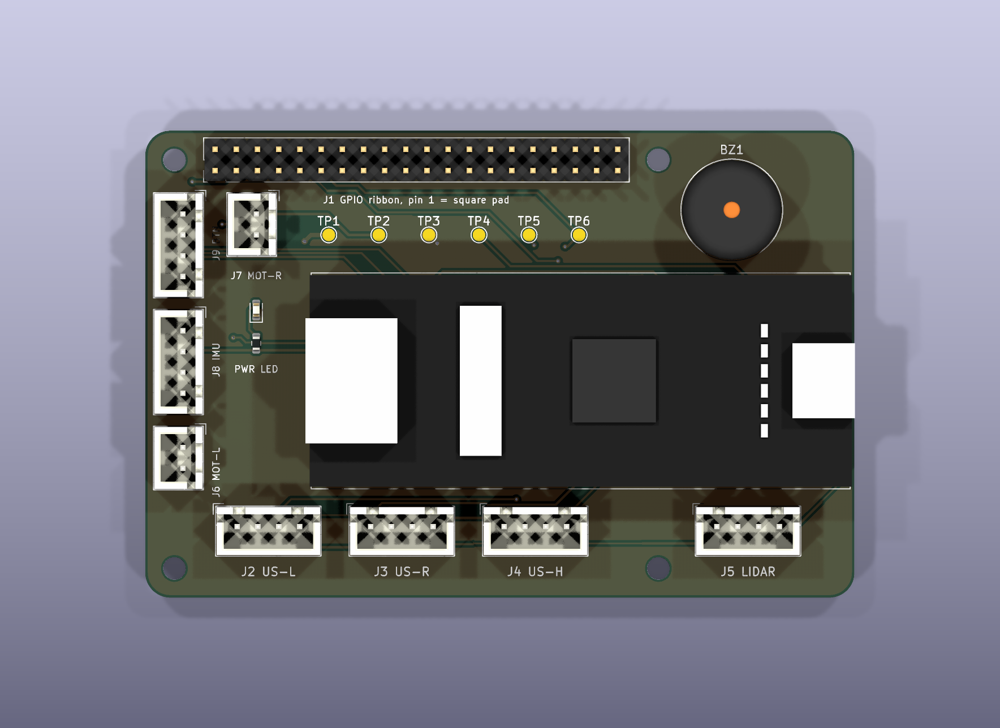 BZ1
J1 GPIO ribbon, pin 1 = square pad
TP1 TP2 TP3 TP4 TP5 TP6
J9
J7 MOT-R
J8 IMU
PWR LED
J6 MOT-L
J2 US-L
J3 US-R
J4 US-H
J5 LIDAR